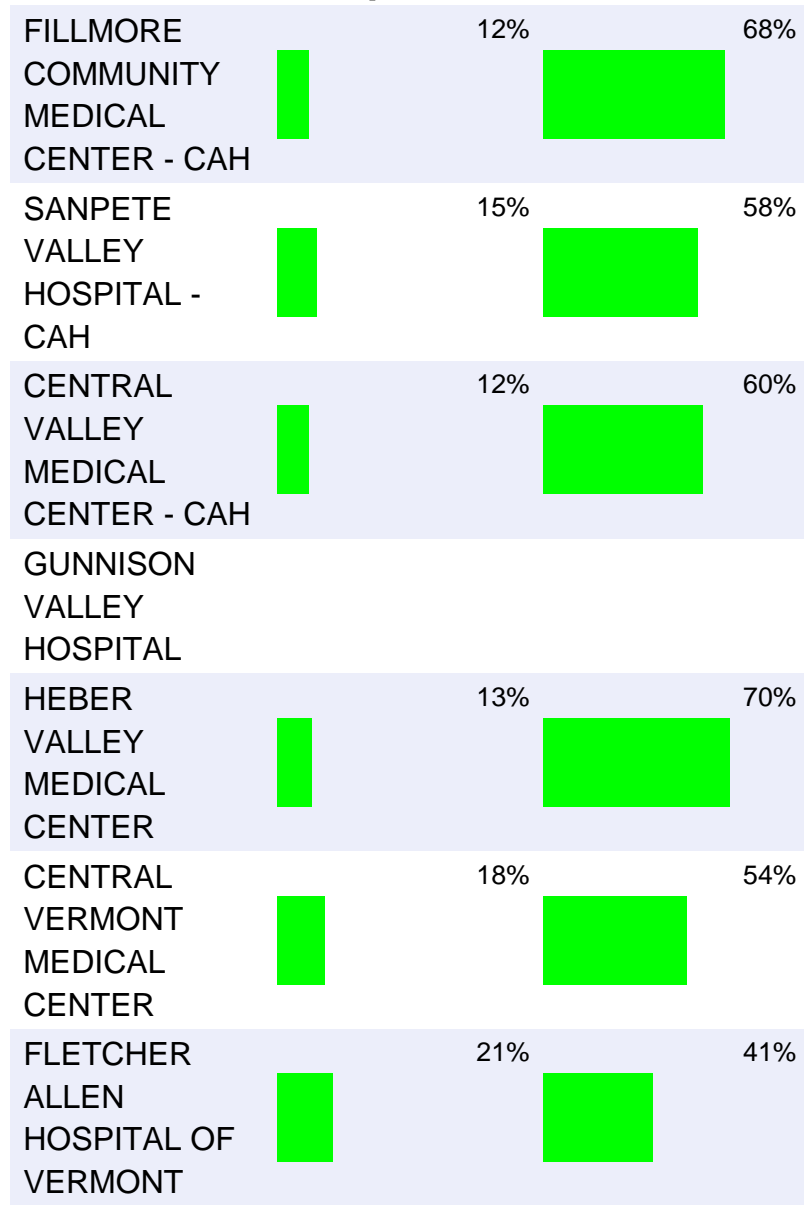 FILLMORE 12% 68%
COMMUNITY
MEDICAL
CENTER - CAH
SANPETE 15% 58%
VALLEY
HOSPITAL -
CAH
CENTRAL 12% 60%
VALLEY
MEDICAL
CENTER - CAH
GUNNISON
VALLEY
HOSPITAL
HEBER 13% 70%
VALLEY
MEDICAL
CENTER
CENTRAL 18% 54%
VERMONT
MEDICAL
CENTER
FLETCHER 21% 41%
ALLEN
HOSPITAL OF
VERMONT